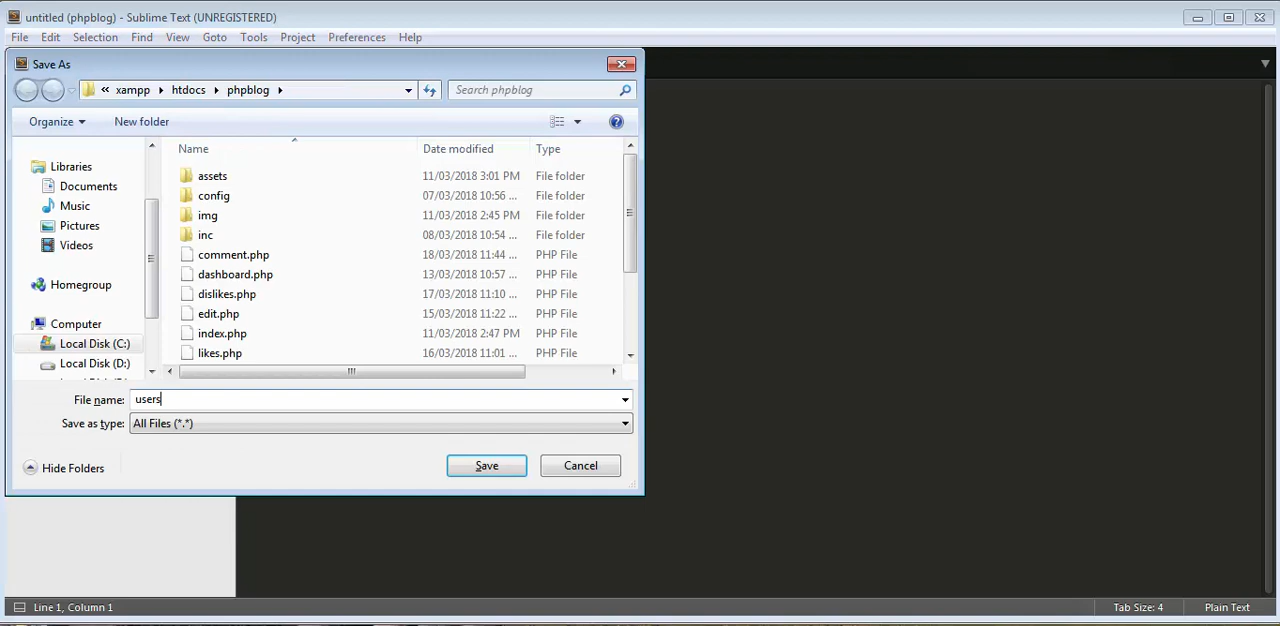 untitled (phpblog) - Sublime Text (UNREGISTERED)
File Edit Selection Find View Goto Tools Project Preferences Help
Save As
« xampp htdocs phpblog Search phpblog
Organize New folder
Name Date modified Type
Libraries
Documents
Music
Pictures
Videos
Homegroup
Computer
Local Disk (C:)
Local Disk (D:)
assets 11/03/2018 3:01 PM File folder
config 07/03/2018 10:56 ... File folder
img 11/03/2018 2:45 PM File folder
inc 08/03/2018 10:54 ... File folder
comment.php 18/03/2018 11:44 ... PHP File
dashboard.php 13/03/2018 10:57 ... PHP File
dislikes.php 17/03/2018 11:10 ... PHP File
edit.php 15/03/2018 11:22 ... PHP File
index.php 11/03/2018 2:47 PM PHP File
likes.php 16/03/2018 11:01 ... PHP File
File name: users
Save as type: All Files (*.*)
Hide Folders Save Cancel
Line 1, Column 1 Tab Size: 4 Plain Text